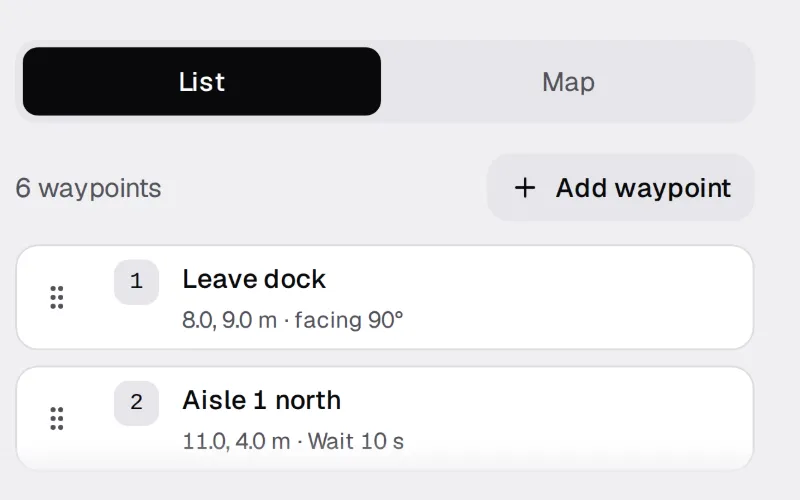 List
Map
6 waypoints
+ Add waypoint
1
Leave dock
8.0, 9.0 m · facing 90°
2
Aisle 1 north
11.0, 4.0 m · Wait 10 s